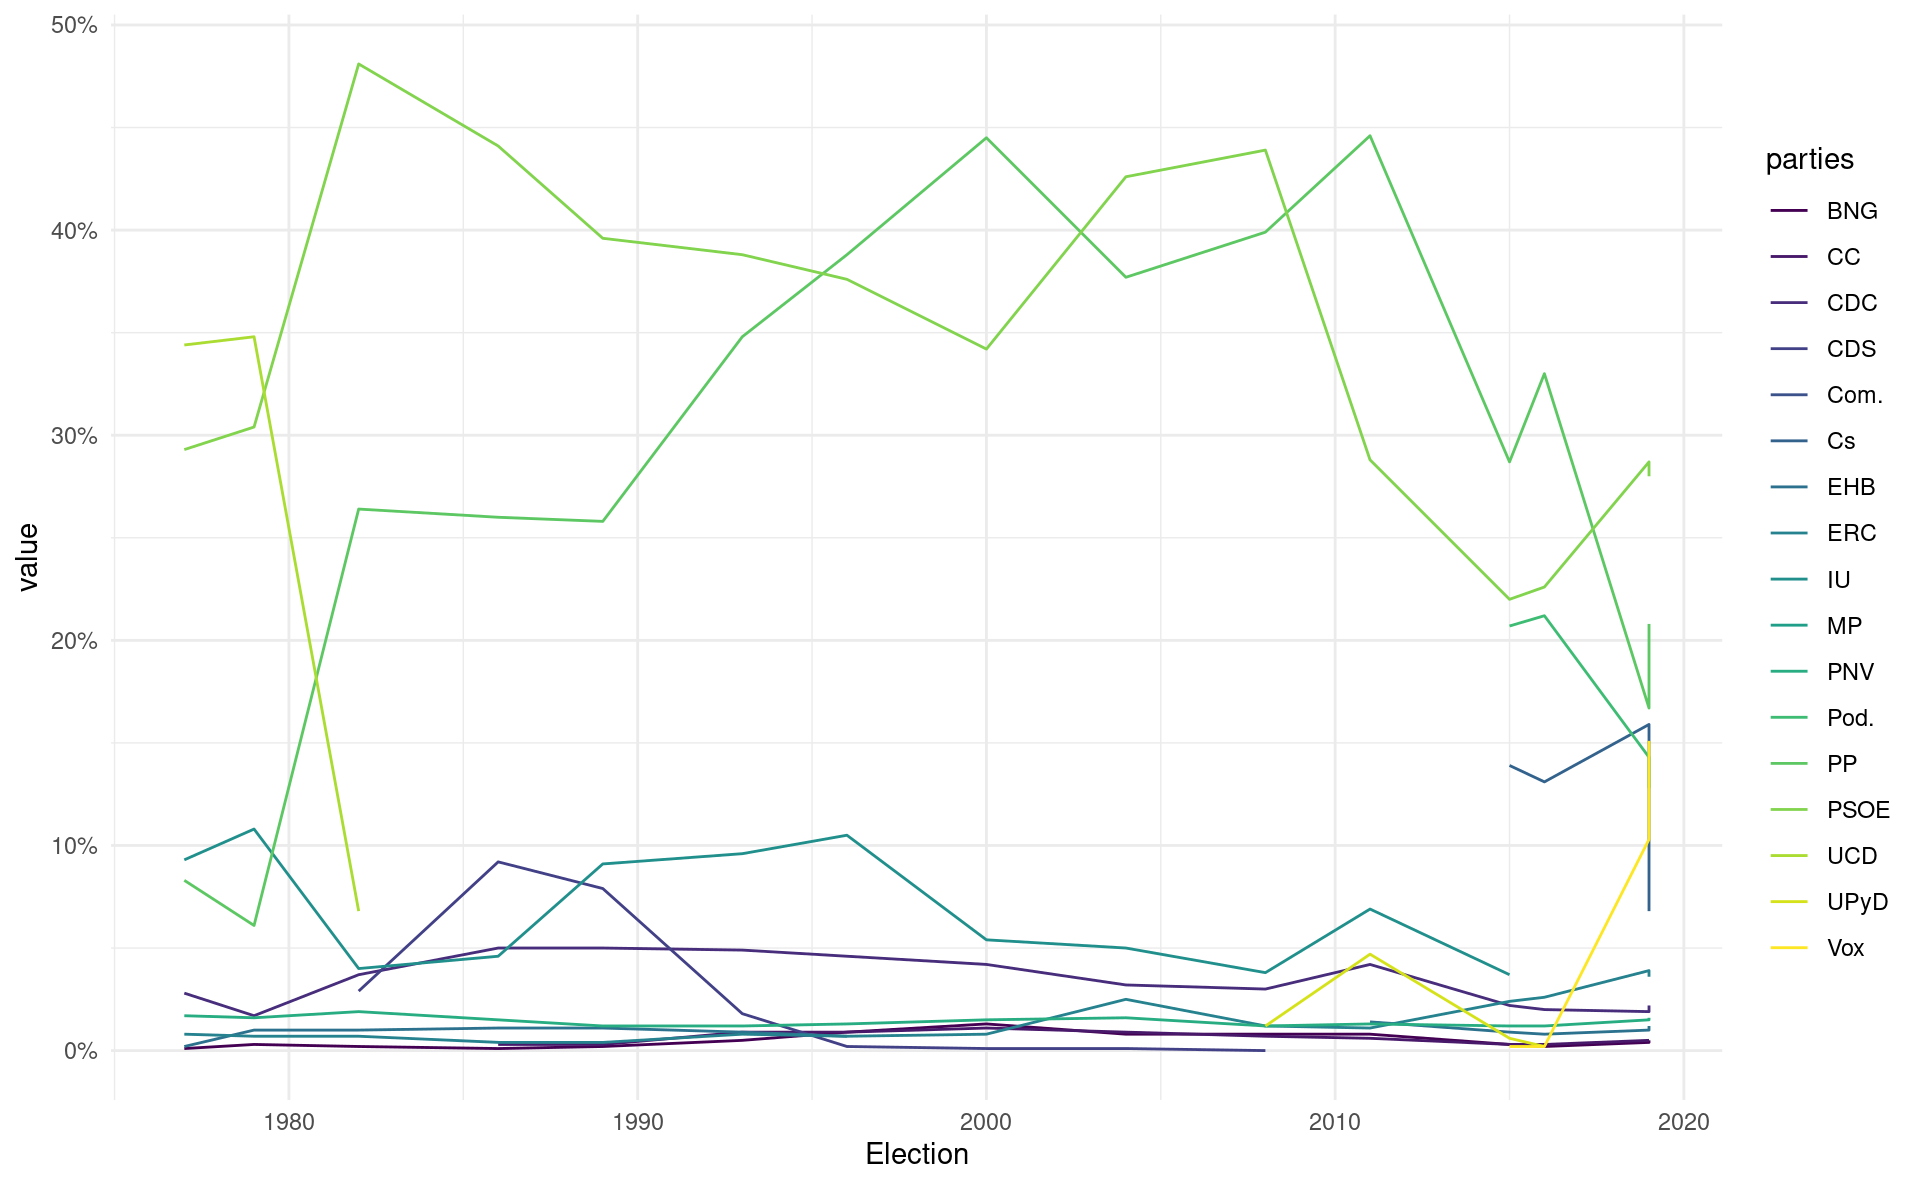 50%
40%
30%
20%
10%
0%
value
1980
1990
2000
2010
2020
Election
parties
BNG
CC
CDC
CDS
Com.
Cs
EHB
ERC
IU
MP
PNV
Pod.
PP
PSOE
UCD
UPyD
Vox